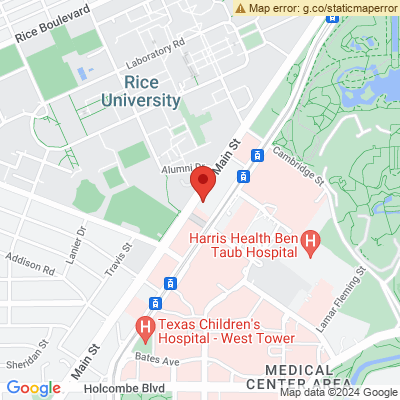 Map error: g.co/staticmaperror
Rice Boulevard
Laboratory Rd
Rice
University
Main St
Alumni Dr
Cambridge St
Harris Health Ben
Taub Hospital
H
Lanier Dr
Travis St
Addison Rd
Lamar Fleming St
H
Texas Children's
Hospital - West Tower
Main St
Sheridan St
Bates Ave
MEDICAL
CENTER AREA
Google
Holcombe Blvd
Map data ©2024 Google